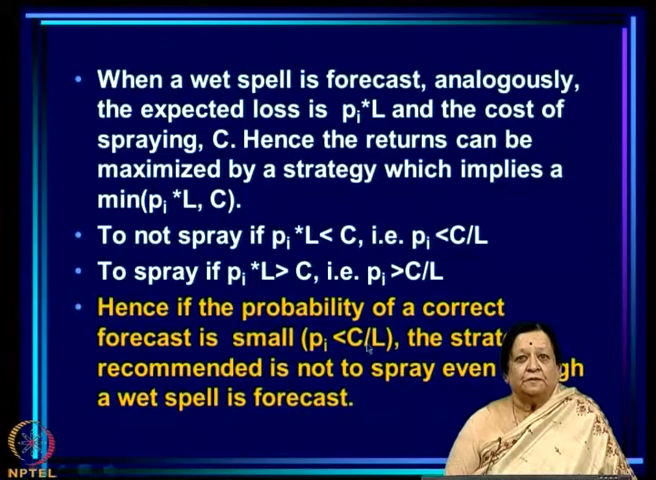 • When a wet spell is forecast, analogously,
the expected loss is pᵢ*L and the cost of
spraying, C. Hence the returns can be
maximized by a strategy which implies a
min(pᵢ *L, C).
• To not spray if pᵢ *L< C, i.e. pᵢ <C/L
• To spray if pᵢ *L> C, i.e. pᵢ >C/L
• Hence if the probability of a correct
forecast is small (pᵢ <C/L), the
recommended is not to spray even
a wet spell is forecast.
NPTEL